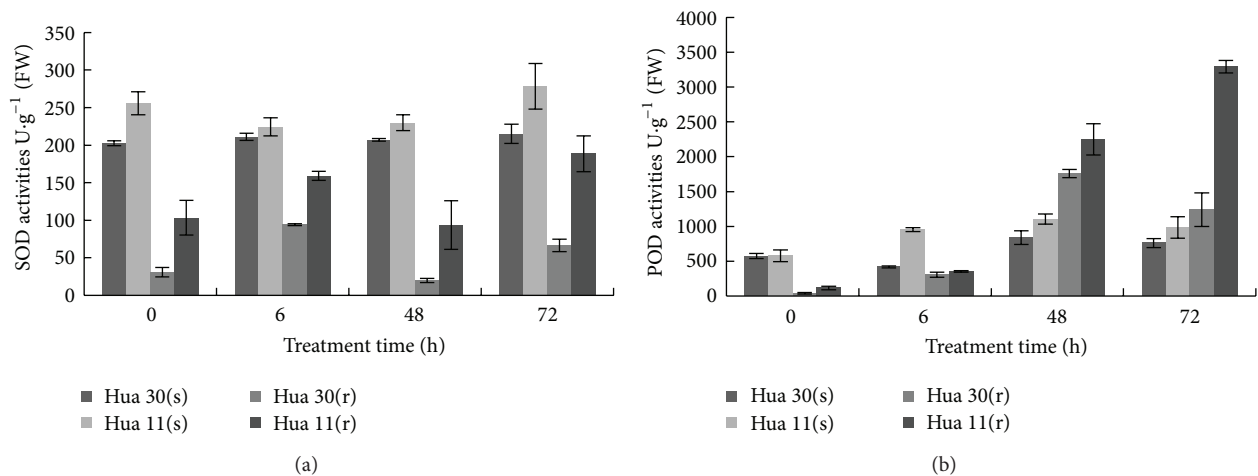 SOD activities U·g⁻¹ (FW)
350
300
250
200
150
100
50
0
0 6 48 72
Treatment time (h)
Hua 30(s) Hua 30(r)
Hua 11(s) Hua 11(r)
(a)
POD activities U·g⁻¹ (FW)
4000
3500
3000
2500
2000
1500
1000
500
0
0 6 48 72
Treatment time (h)
Hua 30(s) Hua 30(r)
Hua 11(s) Hua 11(r)
(b)